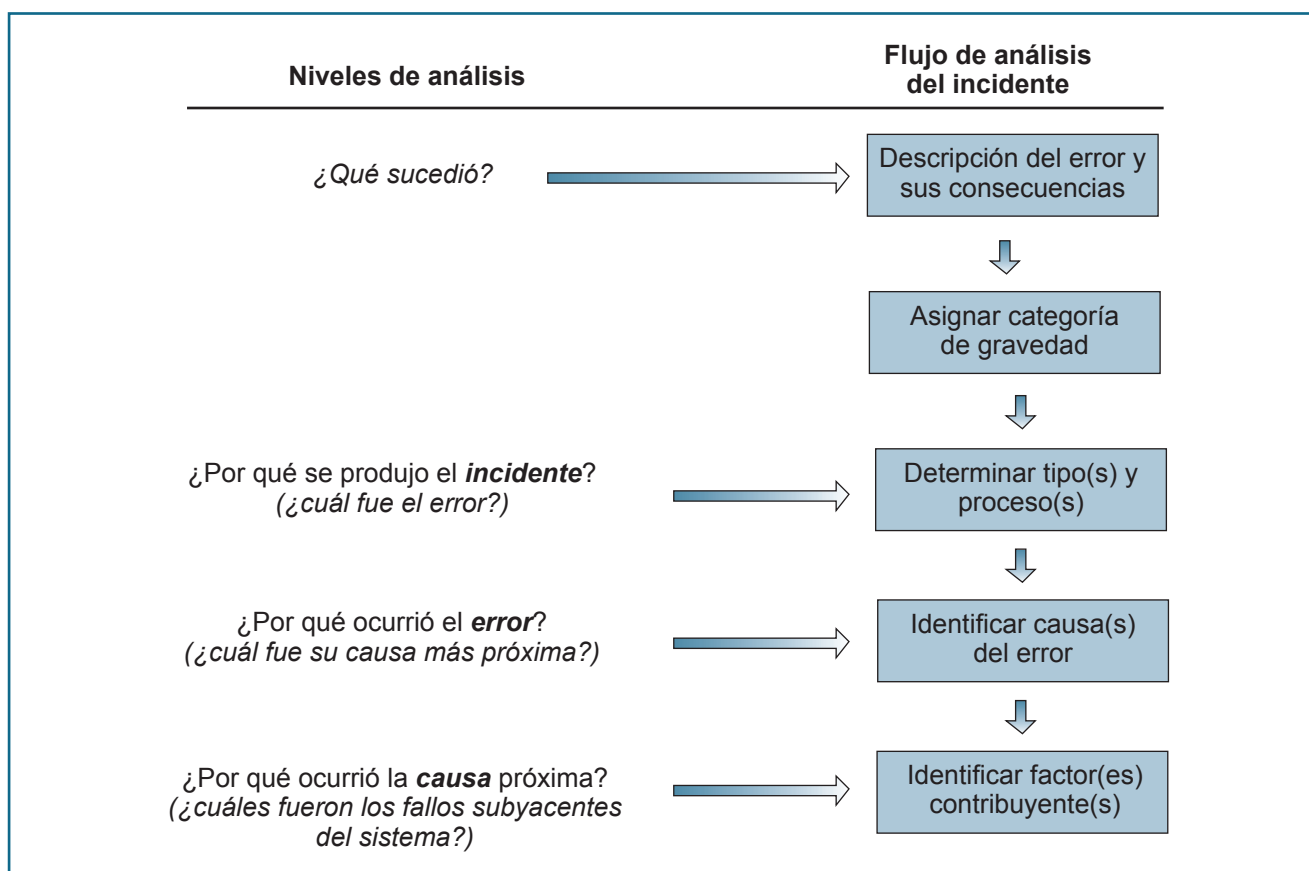 Niveles de análisis
Flujo de análisis
del incidente
¿Qué sucedió?
Descripción del error y
sus consecuencias
Asignar categoría
de gravedad
¿Por qué se produjo el incidente?
(¿cuál fue el error?)
Determinar tipo(s) y
proceso(s)
¿Por qué ocurrió el error?
(¿cuál fue su causa más próxima?)
Identificar causa(s)
del error
¿Por qué ocurrió la causa próxima?
(¿cuáles fueron los fallos subyacentes
del sistema?)
Identificar factor(es)
contribuyente(s)